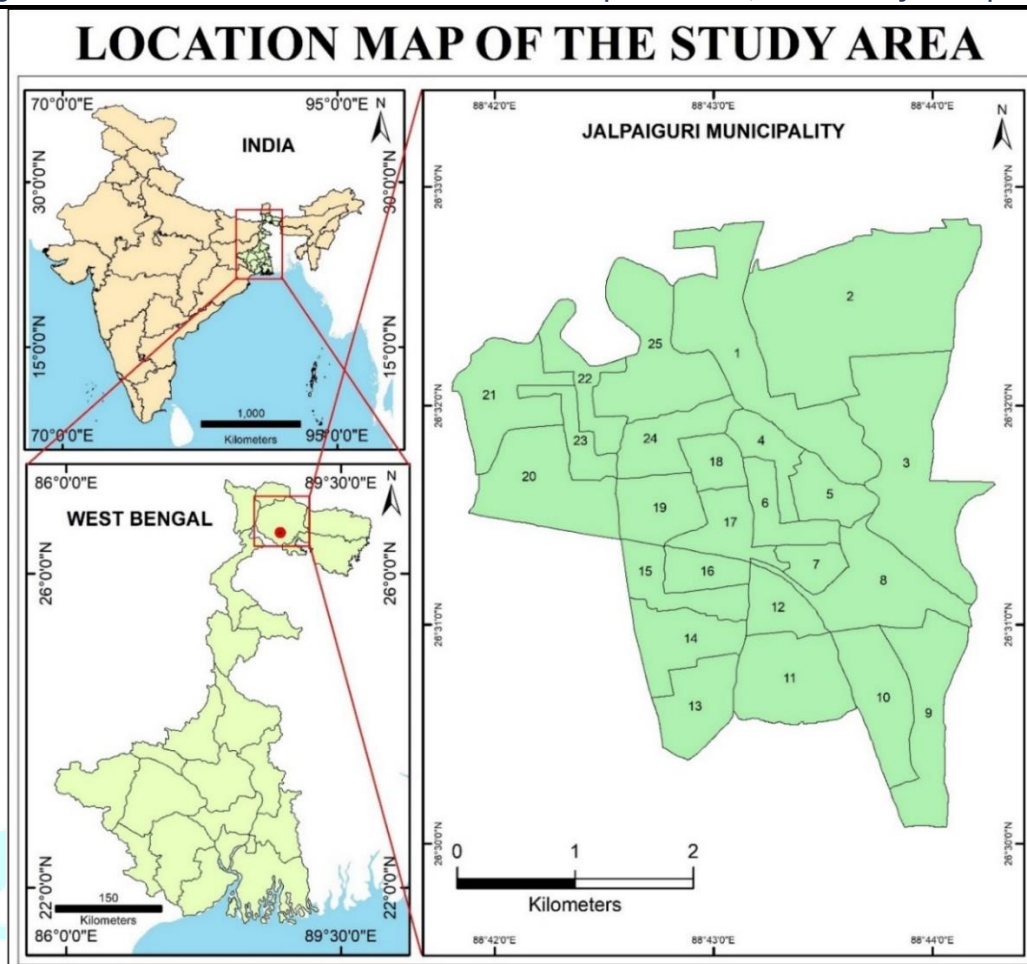 LOCATION MAP OF THE STUDY AREA
70°0'0"E
95°0'0"E
N
INDIA
30°0'0"N
30°0'0"N
15°0'0"N
15°0'0"N
1,000
Kilometers
70°0'0"E
95°0'0"E
86°0'0"E
89°30'0"E
N
WEST BENGAL
26°0'0"N
26°0'0"N
22°0'0"N
22°0'0"N
150
Kilometers
86°0'0"E
89°30'0"E
88°42'0"E
88°43'0"E
88°44'0"E
N
JALPAIGURI MUNICIPALITY
26°33'0"N
26°33'0"N
2
25
1
22
21
26°32'0"N
26°32'0"N
23
24
4
18
3
20
5
6
19
17
7
15
16
8
12
26°31'0"N
26°31'0"N
14
11
10
13
9
26°30'0"N
26°30'0"N
0
1
2
Kilometers
88°42'0"E
88°43'0"E
88°44'0"E